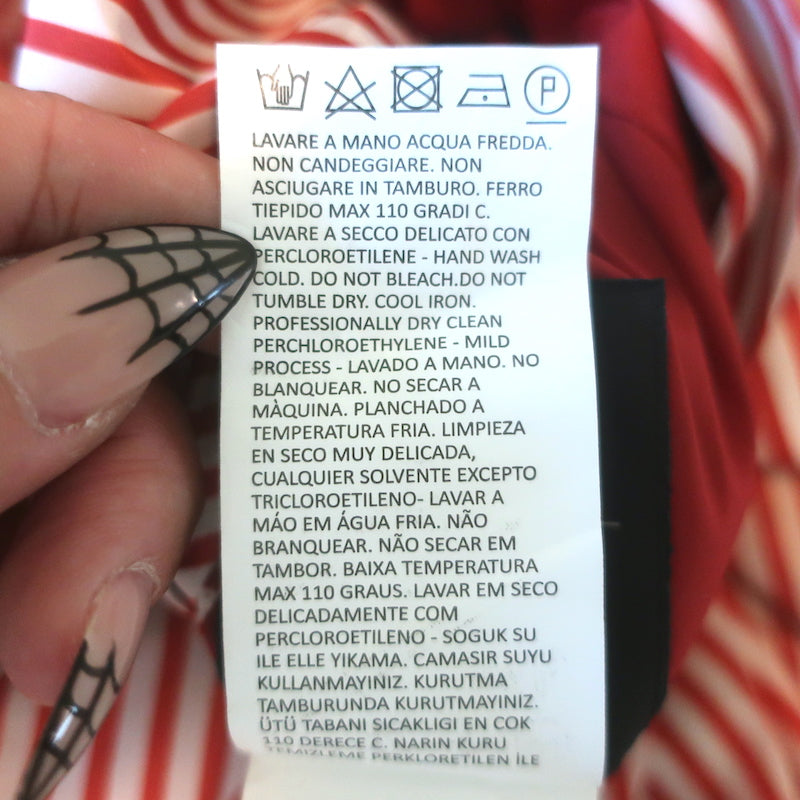 P
LAVARE A MANO ACQUA FREDDA.
NON CANDEGGIARE. NON
ASCIUGARE IN TAMBURO. FERRO
TIEPIDO MAX 110 GRADI C.
LAVARE A SECCO DELICATO CON
PERCLOROETILENE - HAND WASH
COLD. DO NOT BLEACH.DO NOT
TUMBLE DRY. COOL IRON.
PROFESSIONALLY DRY CLEAN
PERCHLOROETHYLENE - MILD
PROCESS - LAVADO A MANO. NO
BLANQUEAR. NO SECAR A
MÀQUINA. PLANCHADO A
TEMPERATURA FRIA. LIMPIEZA
EN SECO MUY DELICADA,
CUALQUIER SOLVENTE EXCEPTO
TRICLOROETILENO- LAVAR A
MÁO EM ÁGUA FRIA. NÃO
BRANQUEAR. NÃO SECAR EM
TAMBOR. BAIXA TEMPERATURA
MAX 110 GRAUS. LAVAR EM SECO
DELICADAMENTE COM
PERCLOROETILENO - SOGUK SU
ILE ELLE YIKAMA. CAMASIR SUYU
KULLANMAYINIZ. KURUTMA
TAMBURUNDA KURUTMAYINIZ.
ÜTÜ TABANI SICAKLIGI EN COK
110 DERECE C. NARIN KURU
TEMIZLEME PERKLORETILEN İLE